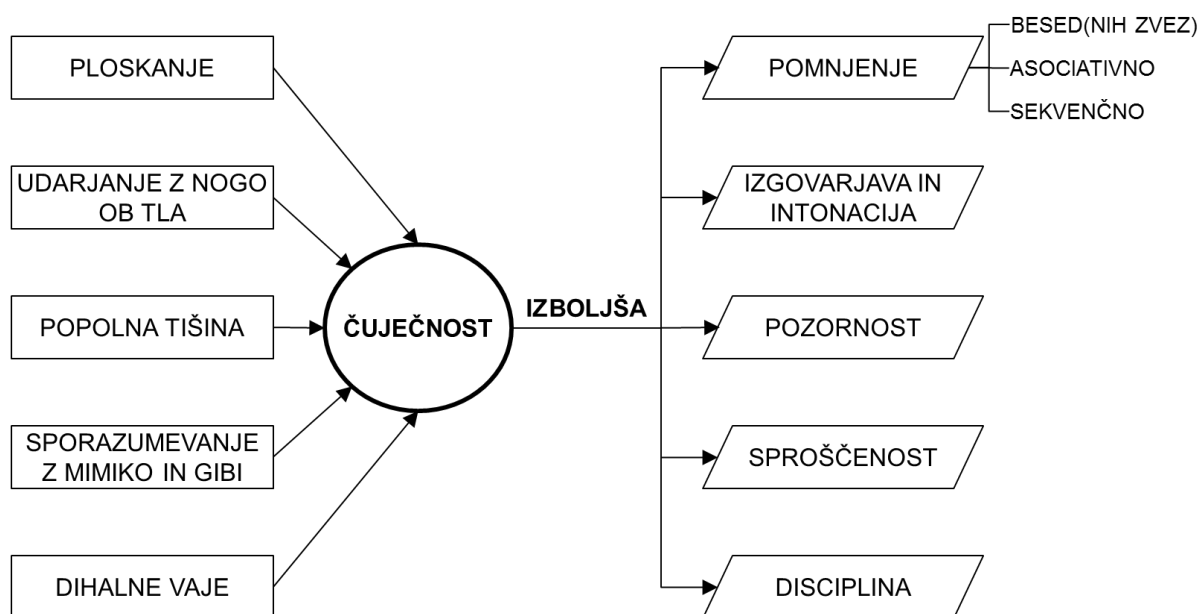 PLOSKANJE
UDARJANJE Z NOGO
OB TLA
POPOLNA TIŠINA
SPORAZUMEVANJE
Z MIMIKO IN GIBI
DIHALNE VAJE
ČUJEČNOST
IZBOLJŠA
POMNJENJE
BESED(NIH ZVEZ)
ASOCIATIVNO
SEKVENČNO
IZGOVARJAVA IN
INTONACIJA
POZORNOST
SPROŠČENOST
DISCIPLINA